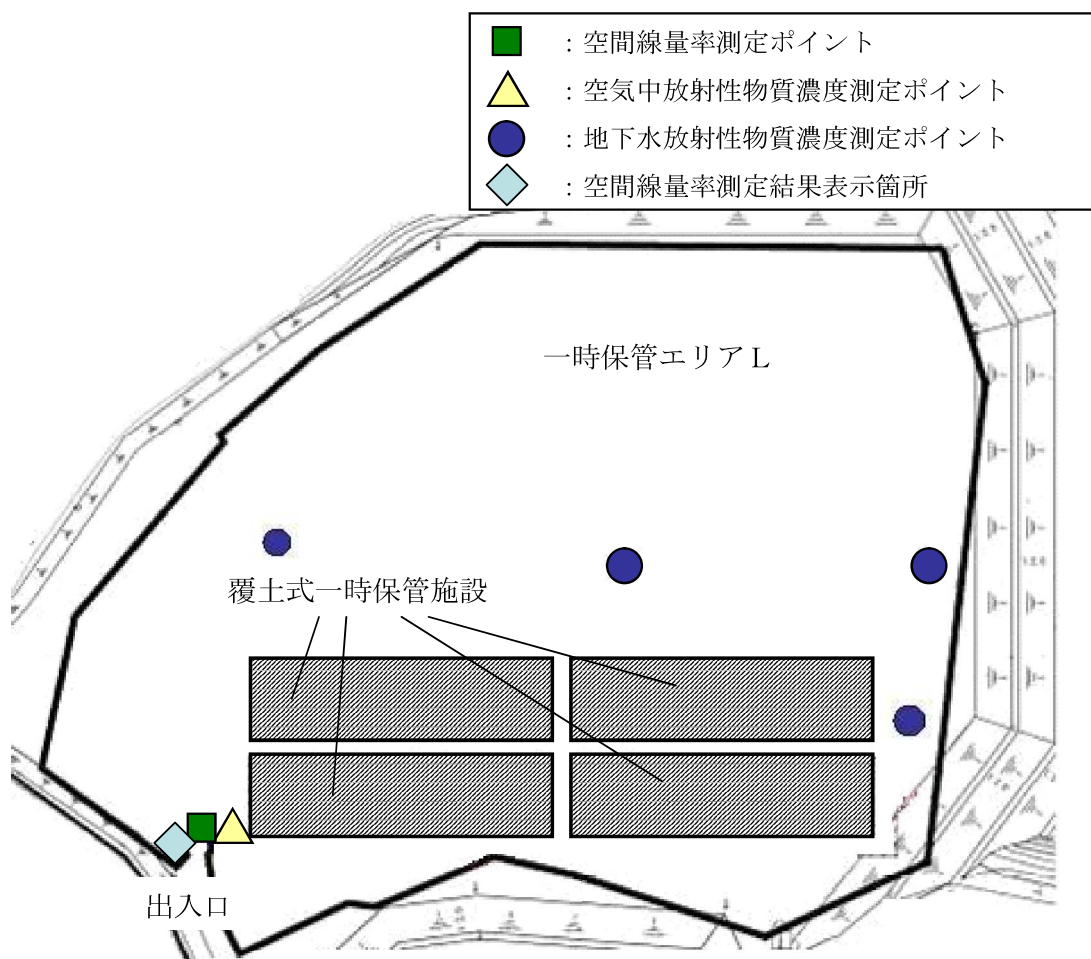 ：空間線量率測定ポイント
：空気中放射性物質濃度測定ポイント
：地下水放射性物質濃度測定ポイント
：空間線量率測定結果表示箇所
一時保管エリアＬ
覆土式一時保管施設
出入口